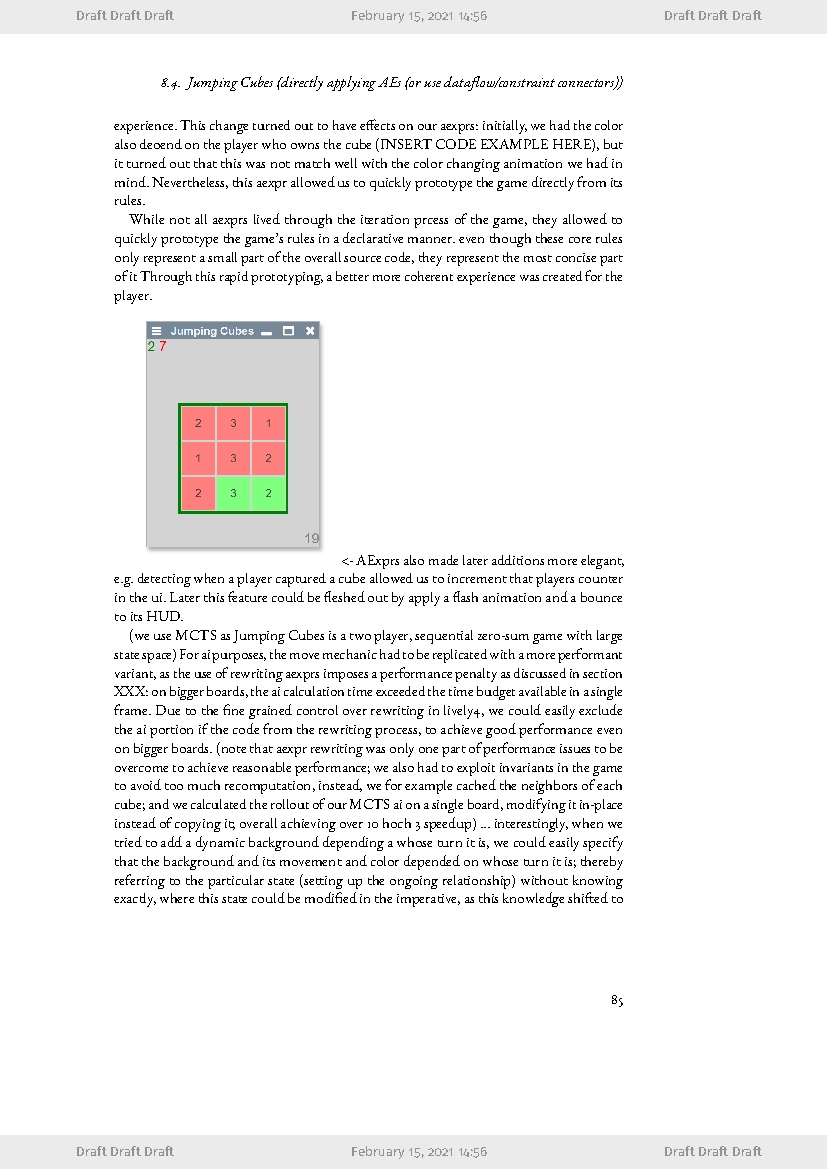 Draft Draft Draft February 15, 2021 14:56 Draft Draft Draft
8.4. Jumping Cubes (directly applying AEs (or use dataflow/constraint connectors))
experience. This change turned out to have effects on our aexprs: initially, we had the color
also deoend on the player who owns the cube (INSERT CODE EXAMPLE HERE), but
it turned out that this was not match well with the color changing animation we had in
mind. Nevertheless, this aexpr allowed us to quickly prototype the game directly from its
rules.
While not all aexprs lived through the iteration prcess of the game, they allowed to
quickly prototype the game's rules in a declarative manner. even though these core rules
only represent a small part of the overall source code, they represent the most concise part
of it Through this rapid prototyping, a better more coherent experience was created for the
player.
Jumping Cubes
2 7
2 3 1
1 3 2
2 3 2
19
<- AExprs also made later additions more elegant,
e.g. detecting when a player captured a cube allowed us to increment that players counter
in the ui. Later this feature could be fleshed out by apply a flash animation and a bounce
to its HUD.
(we use MCTS as Jumping Cubes is a two player, sequential zero-sum game with large
state space) For ai purposes, the move mechanic had to be replicated with a more performant
variant, as the use of rewriting aexprs imposes a performance penalty as discussed in section
XXX: on bigger boards, the ai calculation time exceeded the time budget available in a single
frame. Due to the fine grained control over rewriting in lively4, we could easily exclude
the ai portion if the code from the rewriting process, to achieve good performance even
on bigger boards. (note that aexpr rewriting was only one part of performance issues to be
overcome to achieve reasonable performance; we also had to exploit invariants in the game
to avoid too much recomputation, instead, we for example cached the neighbors of each
cube; and we calculated the rollout of our MCTS ai on a single board, modifying it in-place
instead of copying it; overall achieving over 10 hoch 3 speedup) ... interestingly, when we
tried to add a dynamic background depending a whose turn it is, we could easily specify
that the background and its movement and color depended on whose turn it is; thereby
referring to the particular state (setting up the ongoing relationship) without knowing
exactly, where this state could be modified in the imperative, as this knowledge shifted to
85
Draft Draft Draft February 15, 2021 14:56 Draft Draft Draft